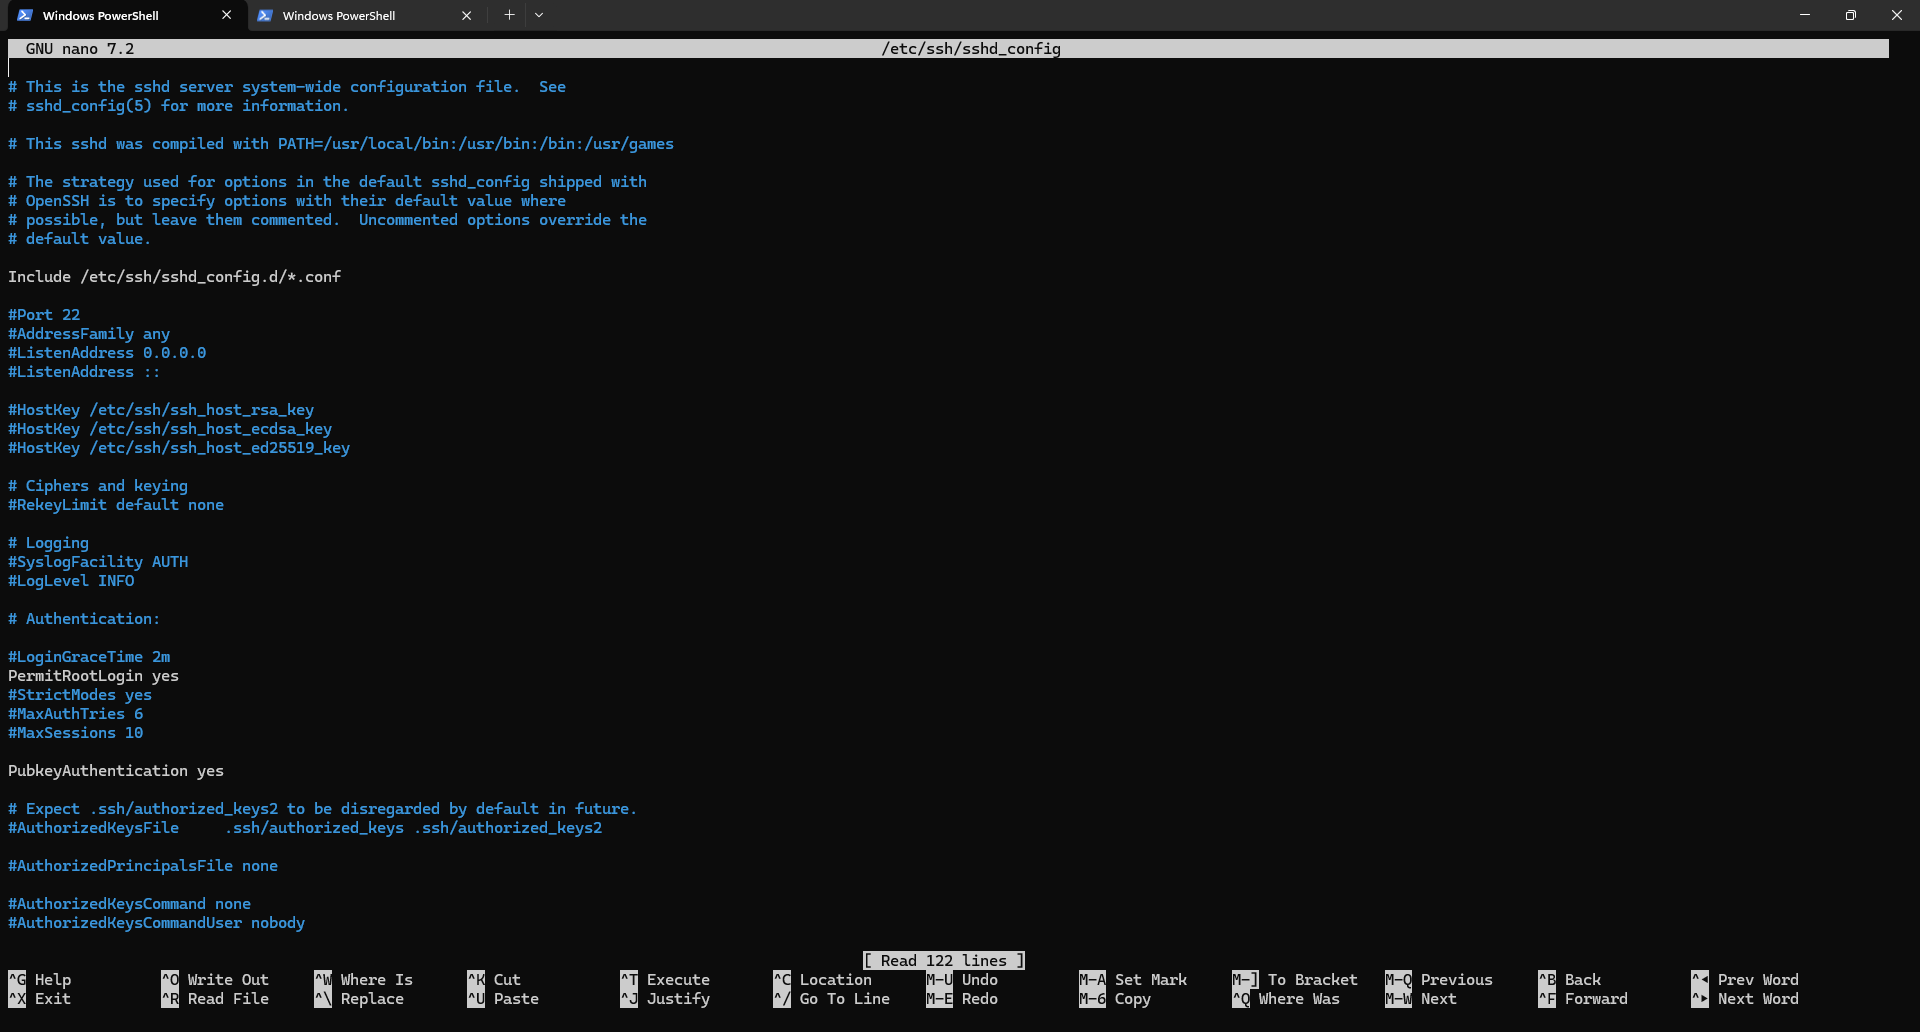 Windows PowerShell
Windows PowerShell
GNU nano 7.2 /etc/ssh/sshd_config
# This is the sshd server system-wide configuration file.  See
# sshd_config(5) for more information.
# This sshd was compiled with PATH=/usr/local/bin:/usr/bin:/bin:/usr/games
# The strategy used for options in the default sshd_config shipped with
# OpenSSH is to specify options with their default value where
# possible, but leave them commented.  Uncommented options override the
# default value.
Include /etc/ssh/sshd_config.d/*.conf
#Port 22
#AddressFamily any
#ListenAddress 0.0.0.0
#ListenAddress ::
#HostKey /etc/ssh/ssh_host_rsa_key
#HostKey /etc/ssh/ssh_host_ecdsa_key
#HostKey /etc/ssh/ssh_host_ed25519_key
# Ciphers and keying
#RekeyLimit default none
# Logging
#SyslogFacility AUTH
#LogLevel INFO
# Authentication:
#LoginGraceTime 2m
PermitRootLogin yes
#StrictModes yes
#MaxAuthTries 6
#MaxSessions 10
PubkeyAuthentication yes
# Expect .ssh/authorized_keys2 to be disregarded by default in future.
#AuthorizedKeysFile     .ssh/authorized_keys .ssh/authorized_keys2
#AuthorizedPrincipalsFile none
#AuthorizedKeysCommand none
#AuthorizedKeysCommandUser nobody
[ Read 122 lines ]
^G Help ^O Write Out ^W Where Is ^K Cut ^T Execute ^C Location M-U Undo M-A Set Mark M-] To Bracket M-Q Previous ^B Back ^◂ Prev Word
^X Exit ^R Read File ^\ Replace ^U Paste ^J Justify ^/ Go To Line M-E Redo M-6 Copy ^Q Where Was M-W Next ^F Forward ^▸ Next Word